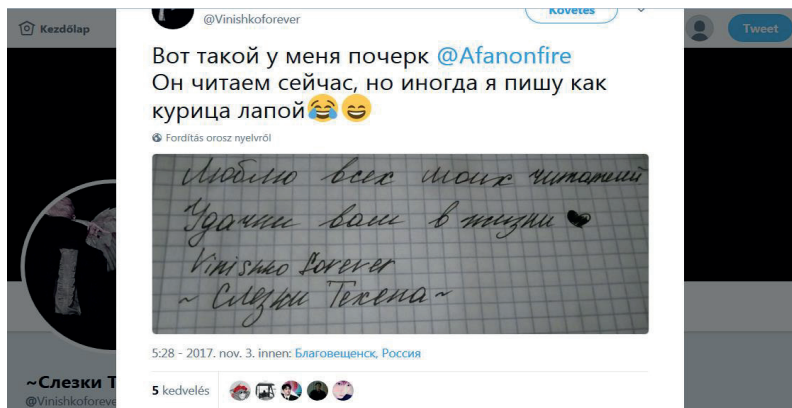 Kezdőlap
@Vinishkoforever
Követés
Tweet
Вот такой у меня почерк @Afanonfire
Он читаем сейчас, но иногда я пишу как
курица лапой😂😄
Fordítás orosz nyelvről
Люблю всех моих читателей
Удачки вам в жизни ❤
Vinishko forever
~ Слезки Техена ~
5:28 - 2017. nov. 3. innen: Благовещенск, Россия
5 kedvelés
~Слезки Т
@Vinishkoforeve